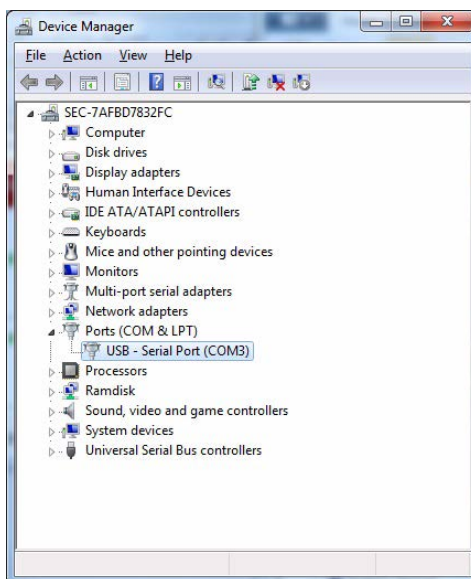 Device Manager
File Action View Help
SEC-7AFBD7832FC
Computer
Disk drives
Display adapters
Human Interface Devices
IDE ATA/ATAPI controllers
Keyboards
Mice and other pointing devices
Monitors
Multi-port serial adapters
Network adapters
Ports (COM & LPT)
USB - Serial Port (COM3)
Processors
Ramdisk
Sound, video and game controllers
System devices
Universal Serial Bus controllers